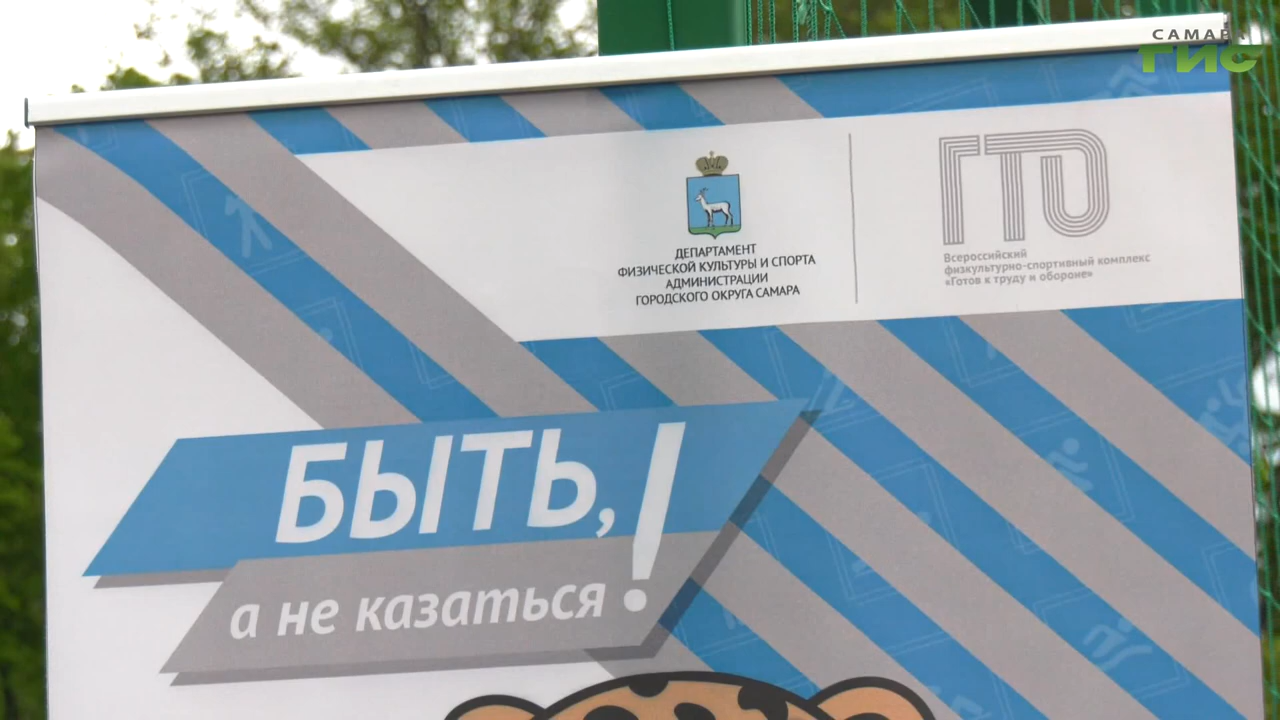 САМАРА
ГИС
ДЕПАРТАМЕНТ
ФИЗИЧЕСКОЙ КУЛЬТУРЫ И СПОРТА
АДМИНИСТРАЦИИ
ГОРОДСКОГО ОКРУГА САМАРА
ГТО
Всероссийский
физкультурно-спортивный комплекс
«Готов к труду и обороне»
БЫТЬ,
а не казаться!